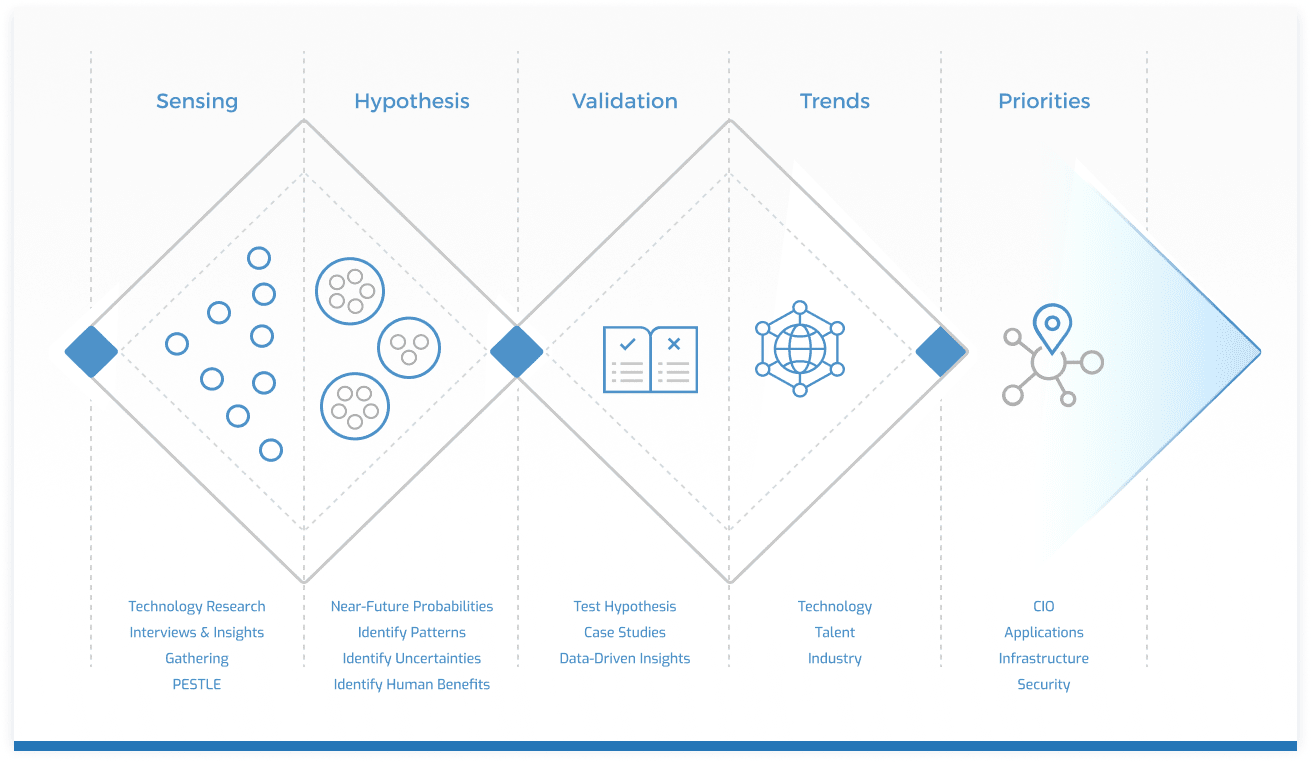 Sensing
Hypothesis
Validation
Trends
Priorities
Technology Research
Interviews & Insights
Gathering
PESTLE
Near-Future Probabilities
Identify Patterns
Identify Uncertainties
Identify Human Benefits
Test Hypothesis
Case Studies
Data-Driven Insights
Technology
Talent
Industry
CIO
Applications
Infrastructure
Security